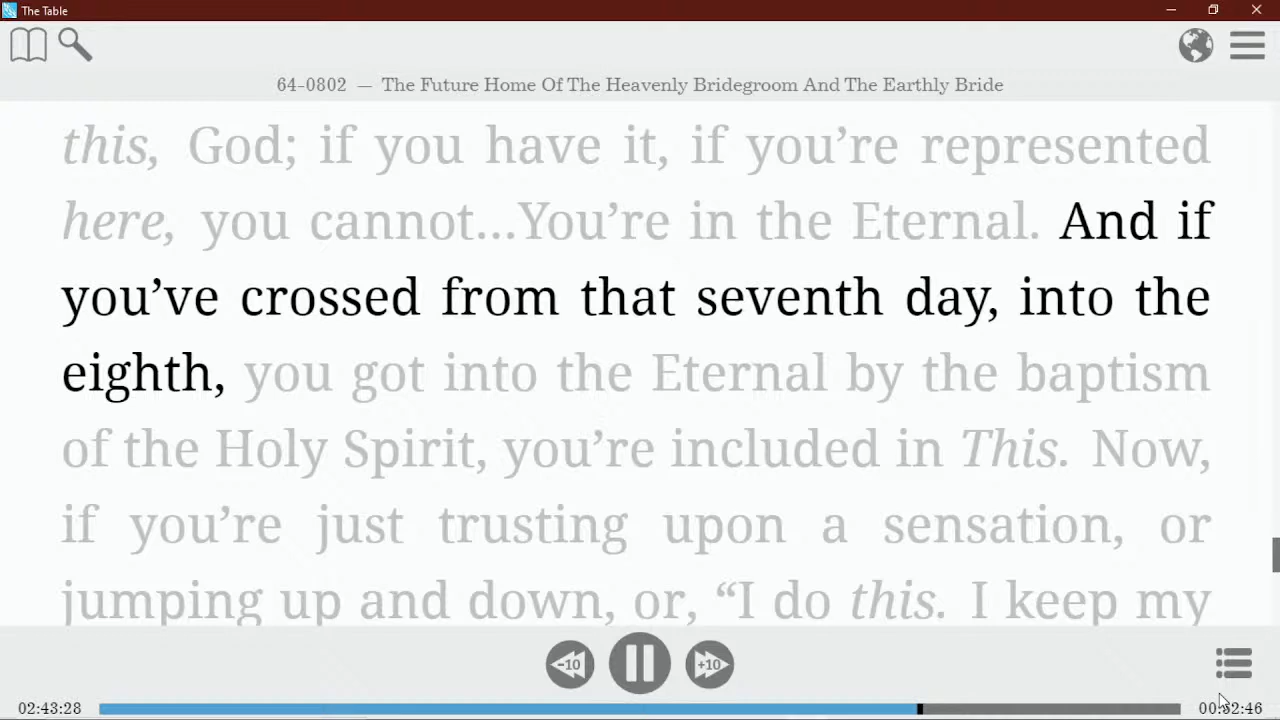 The Table
64-0802 — The Future Home Of The Heavenly Bridegroom And The Earthly Bride
this, God; if you have it, if you’re represented
here, you cannot...You’re in the Eternal. And if
you’ve crossed from that seventh day, into the
eighth, you got into the Eternal by the baptism
of the Holy Spirit, you’re included in This. Now,
if you’re just trusting upon a sensation, or
jumping up and down, or, “I do this. I keep my
-10 +10
02:43:28 00:52:46